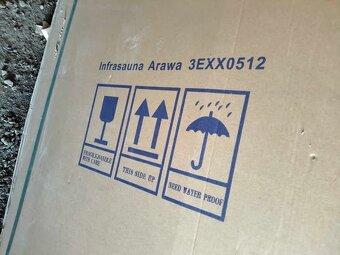 Infrasauna Arawa 3EXX0512
FRAGILE,HANDLE
WITH CARE
THIS SIDE UP
NEED WATER PROOF